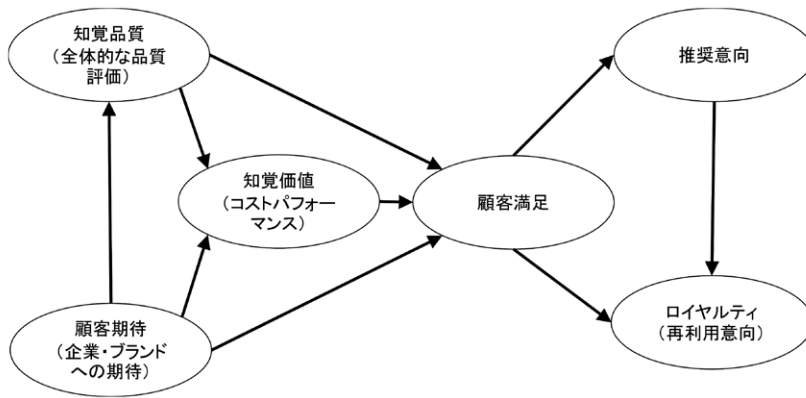 知覚品質
（全体的な品質
評価）
推奨意向
知覚価値
（コストパフォー
マンス）
顧客満足
顧客期待
（企業・ブランド
への期待）
ロイヤルティ
（再利用意向）